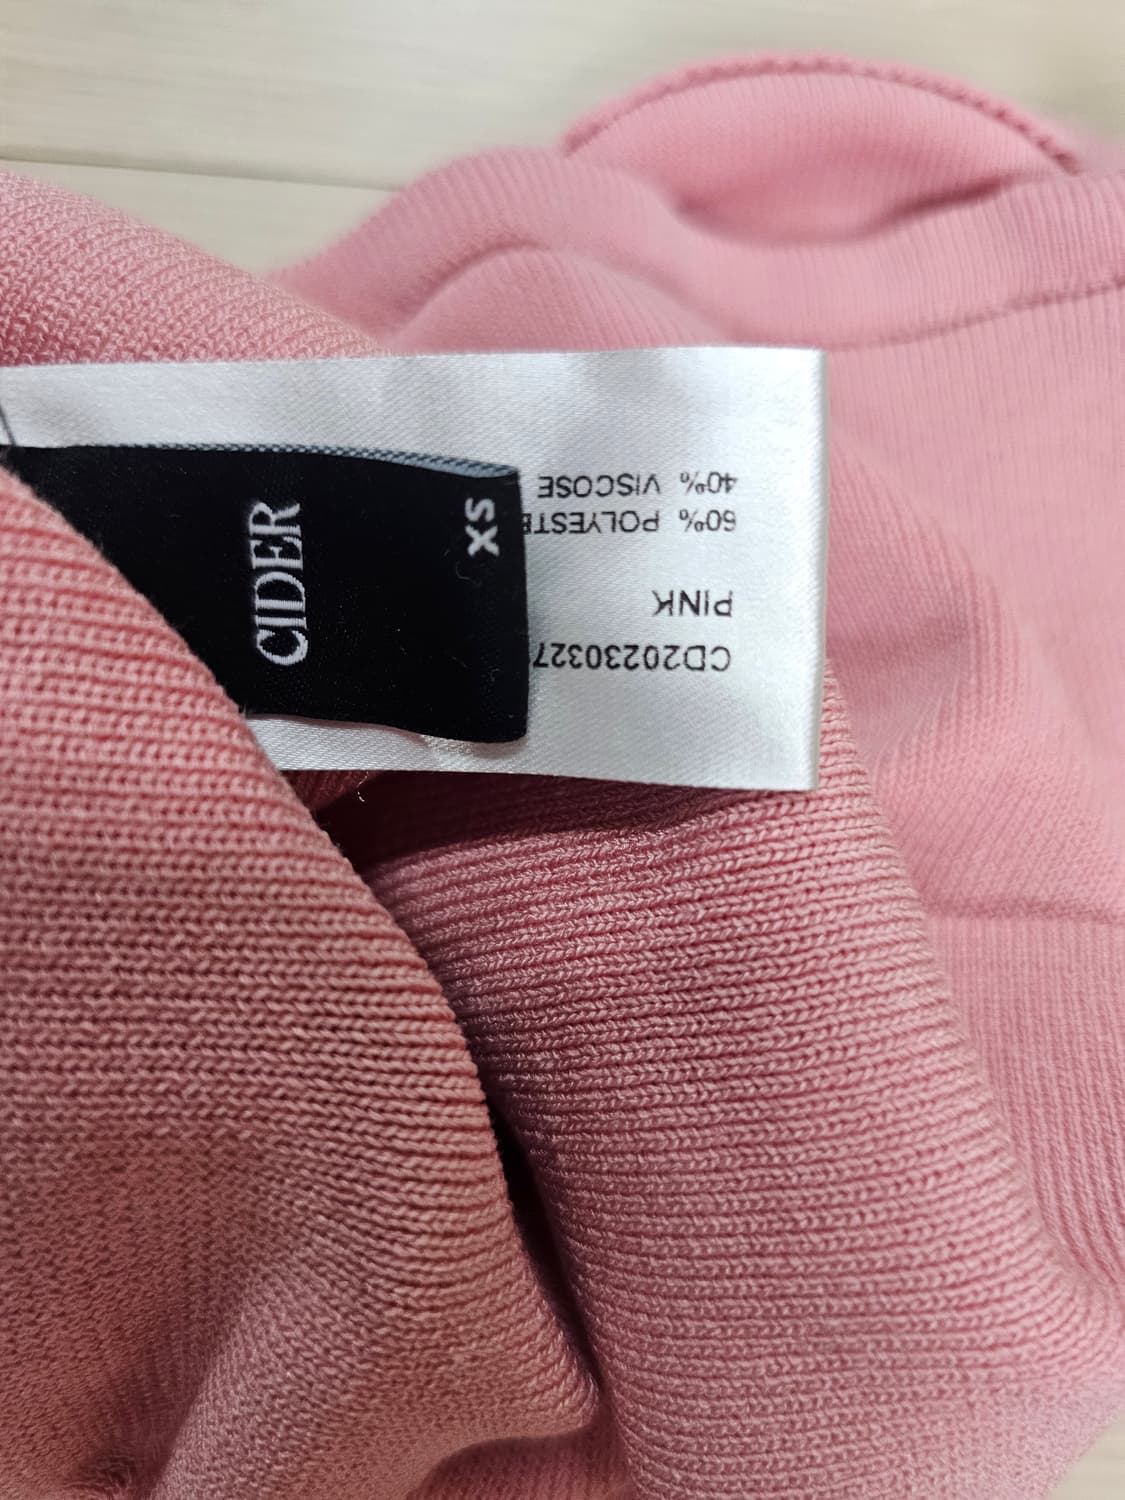 CIDER
XS
CD20230327
PINK
60% POLYESTE
40% VISCOSE